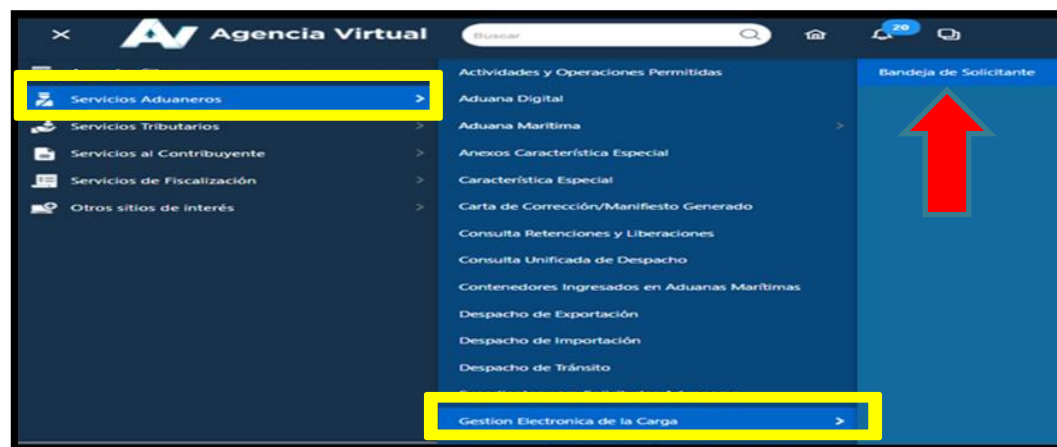 Agencia Virtual
Buscar
20
Servicios Aduaneros
Servicios Tributarios
Servicios al Contribuyente
Servicios de Fiscalización
Otros sitios de interés
Actividades y Operaciones Permitidas
Aduana Digital
Aduana Marítima
Anexos Característica Especial
Característica Especial
Carta de Corrección/Manifiesto Generado
Consulta Retenciones y Liberaciones
Consulta Unificada de Despacho
Contenedores Ingresados en Aduanas Marítimas
Despacho de Exportación
Despacho de Importación
Despacho de Tránsito
Gestion Electronica de la Carga
Bandeja de Solicitante